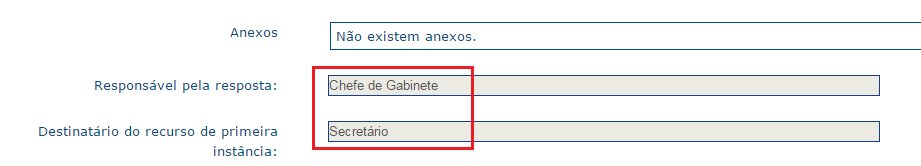 Anexos
Não existem anexos.
Responsável pela resposta:
Chefe de Gabinete
Destinatário do recurso de primeira
instância:
Secretário